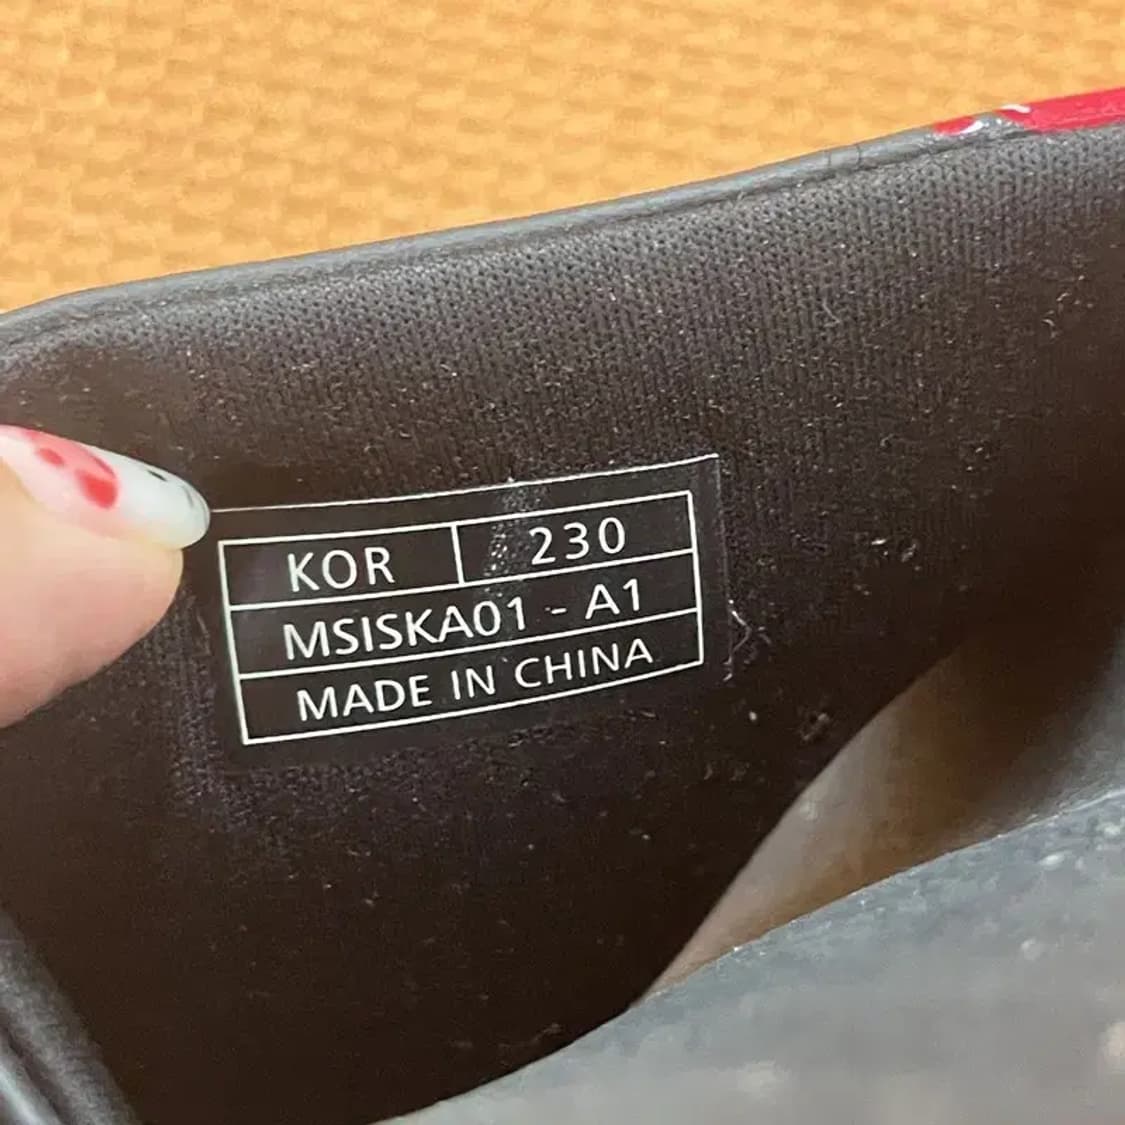 KOR 230
MSISKA01 - A1
MADE IN CHINA